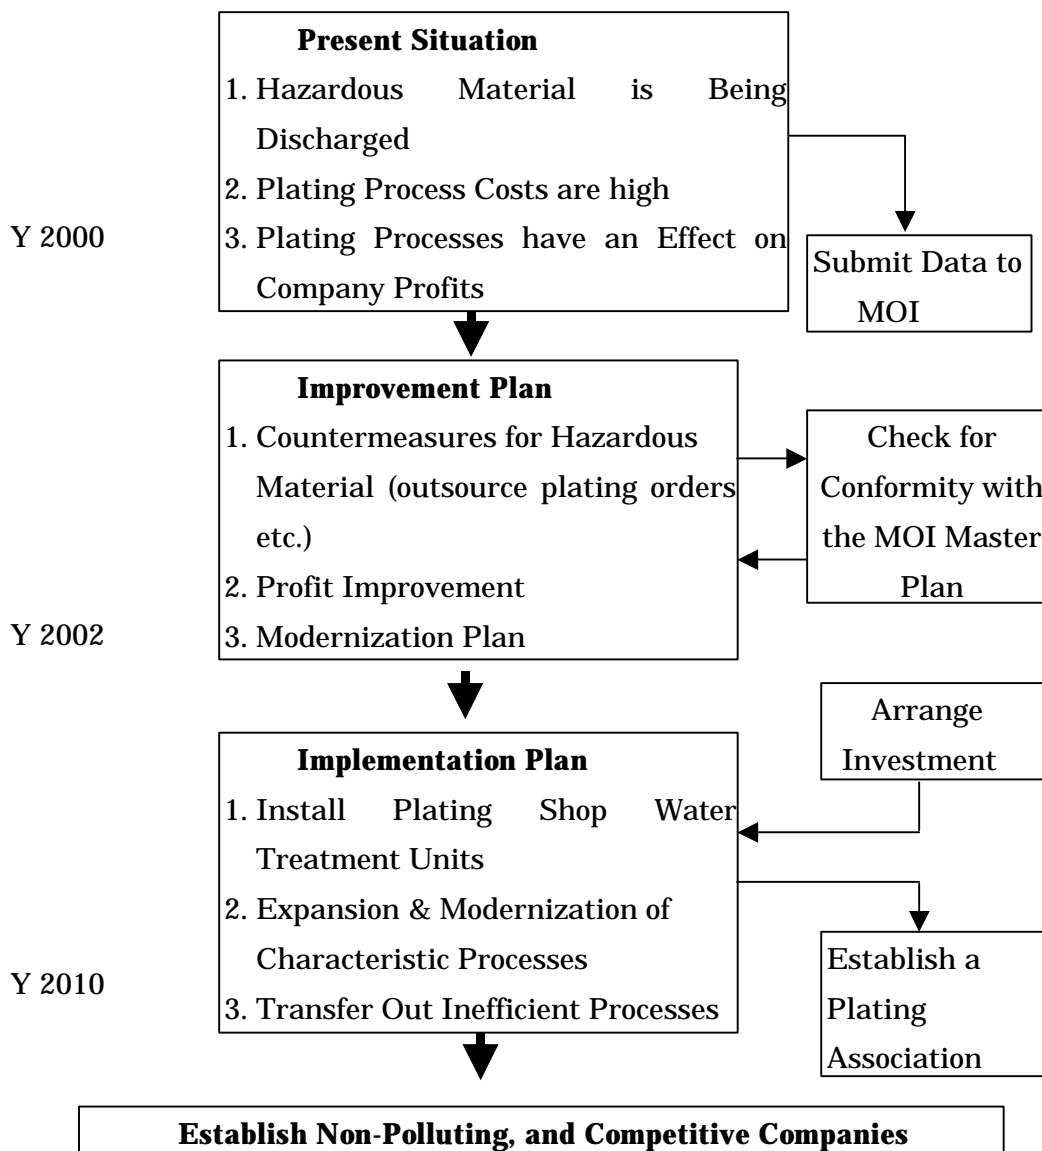 Present Situation
1. Hazardous Material is Being
Discharged
2. Plating Process Costs are high
Y 2000
3. Plating Processes have an Effect on
Company Profits
Submit Data to
MOI
Improvement Plan
1. Countermeasures for Hazardous
Material (outsource plating orders
etc.)
2. Profit Improvement
3. Modernization Plan
Y 2002
Check for
Conformity with
the MOI Master
Plan
Arrange
Investment
Implementation Plan
1. Install Plating Shop Water
Treatment Units
2. Expansion & Modernization of
Characteristic Processes
3. Transfer Out Inefficient Processes
Y 2010
Establish a
Plating
Association
Establish Non-Polluting, and Competitive Companies